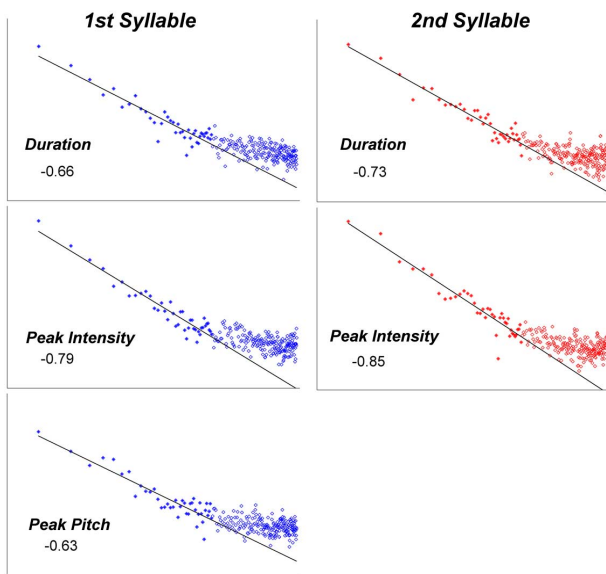 1st Syllable
2nd Syllable
Duration
-0.66
Duration
-0.73
Peak Intensity
-0.79
Peak Intensity
-0.85
Peak Pitch
-0.63